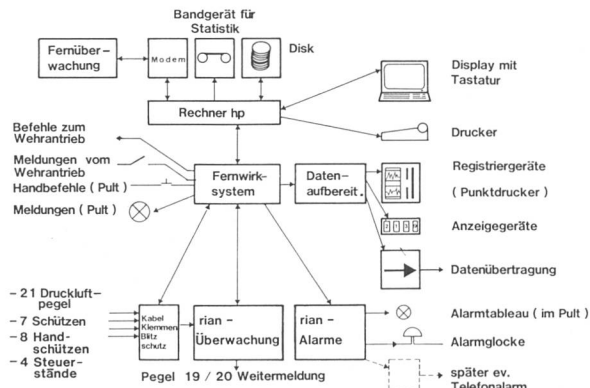 Bandgerät für
Statistik
Fernüber-
wachung
Modem
Disk
Display mit
Tastatur
Rechner hp
Drucker
Befehle zum
Wehrantrieb
Meldungen vom
Wehrantrieb
Handbefehle ( Pult )
Meldungen ( Pult )
Fernwirk-
system
Daten-
aufbereit.
Registriergeräte
( Punktdrucker )
Anzeigegeräte
Datenübertragung
- 21 Druckluft-
pegel
- 7 Schützen
- 8 Hand-
schützen
- 4 Steuer-
stände
Kabel
Klemmen
Blitz
schutz
rian -
Überwachung
rian -
Alarme
Alarmtableau ( im Pult )
Alarmglocke
Pegel 19 / 20 Weitermeldung
später ev.
Telefonalarm